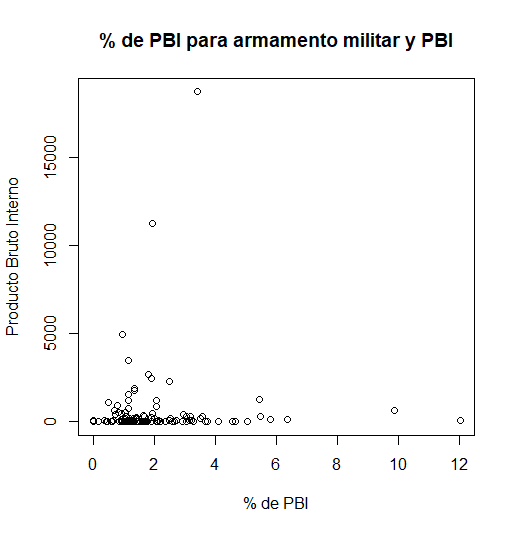 % de PBI para armamento militar y PBI
Producto Bruto Interno
15000
10000
5000
0
0 2 4 6 8 10 12
% de PBI